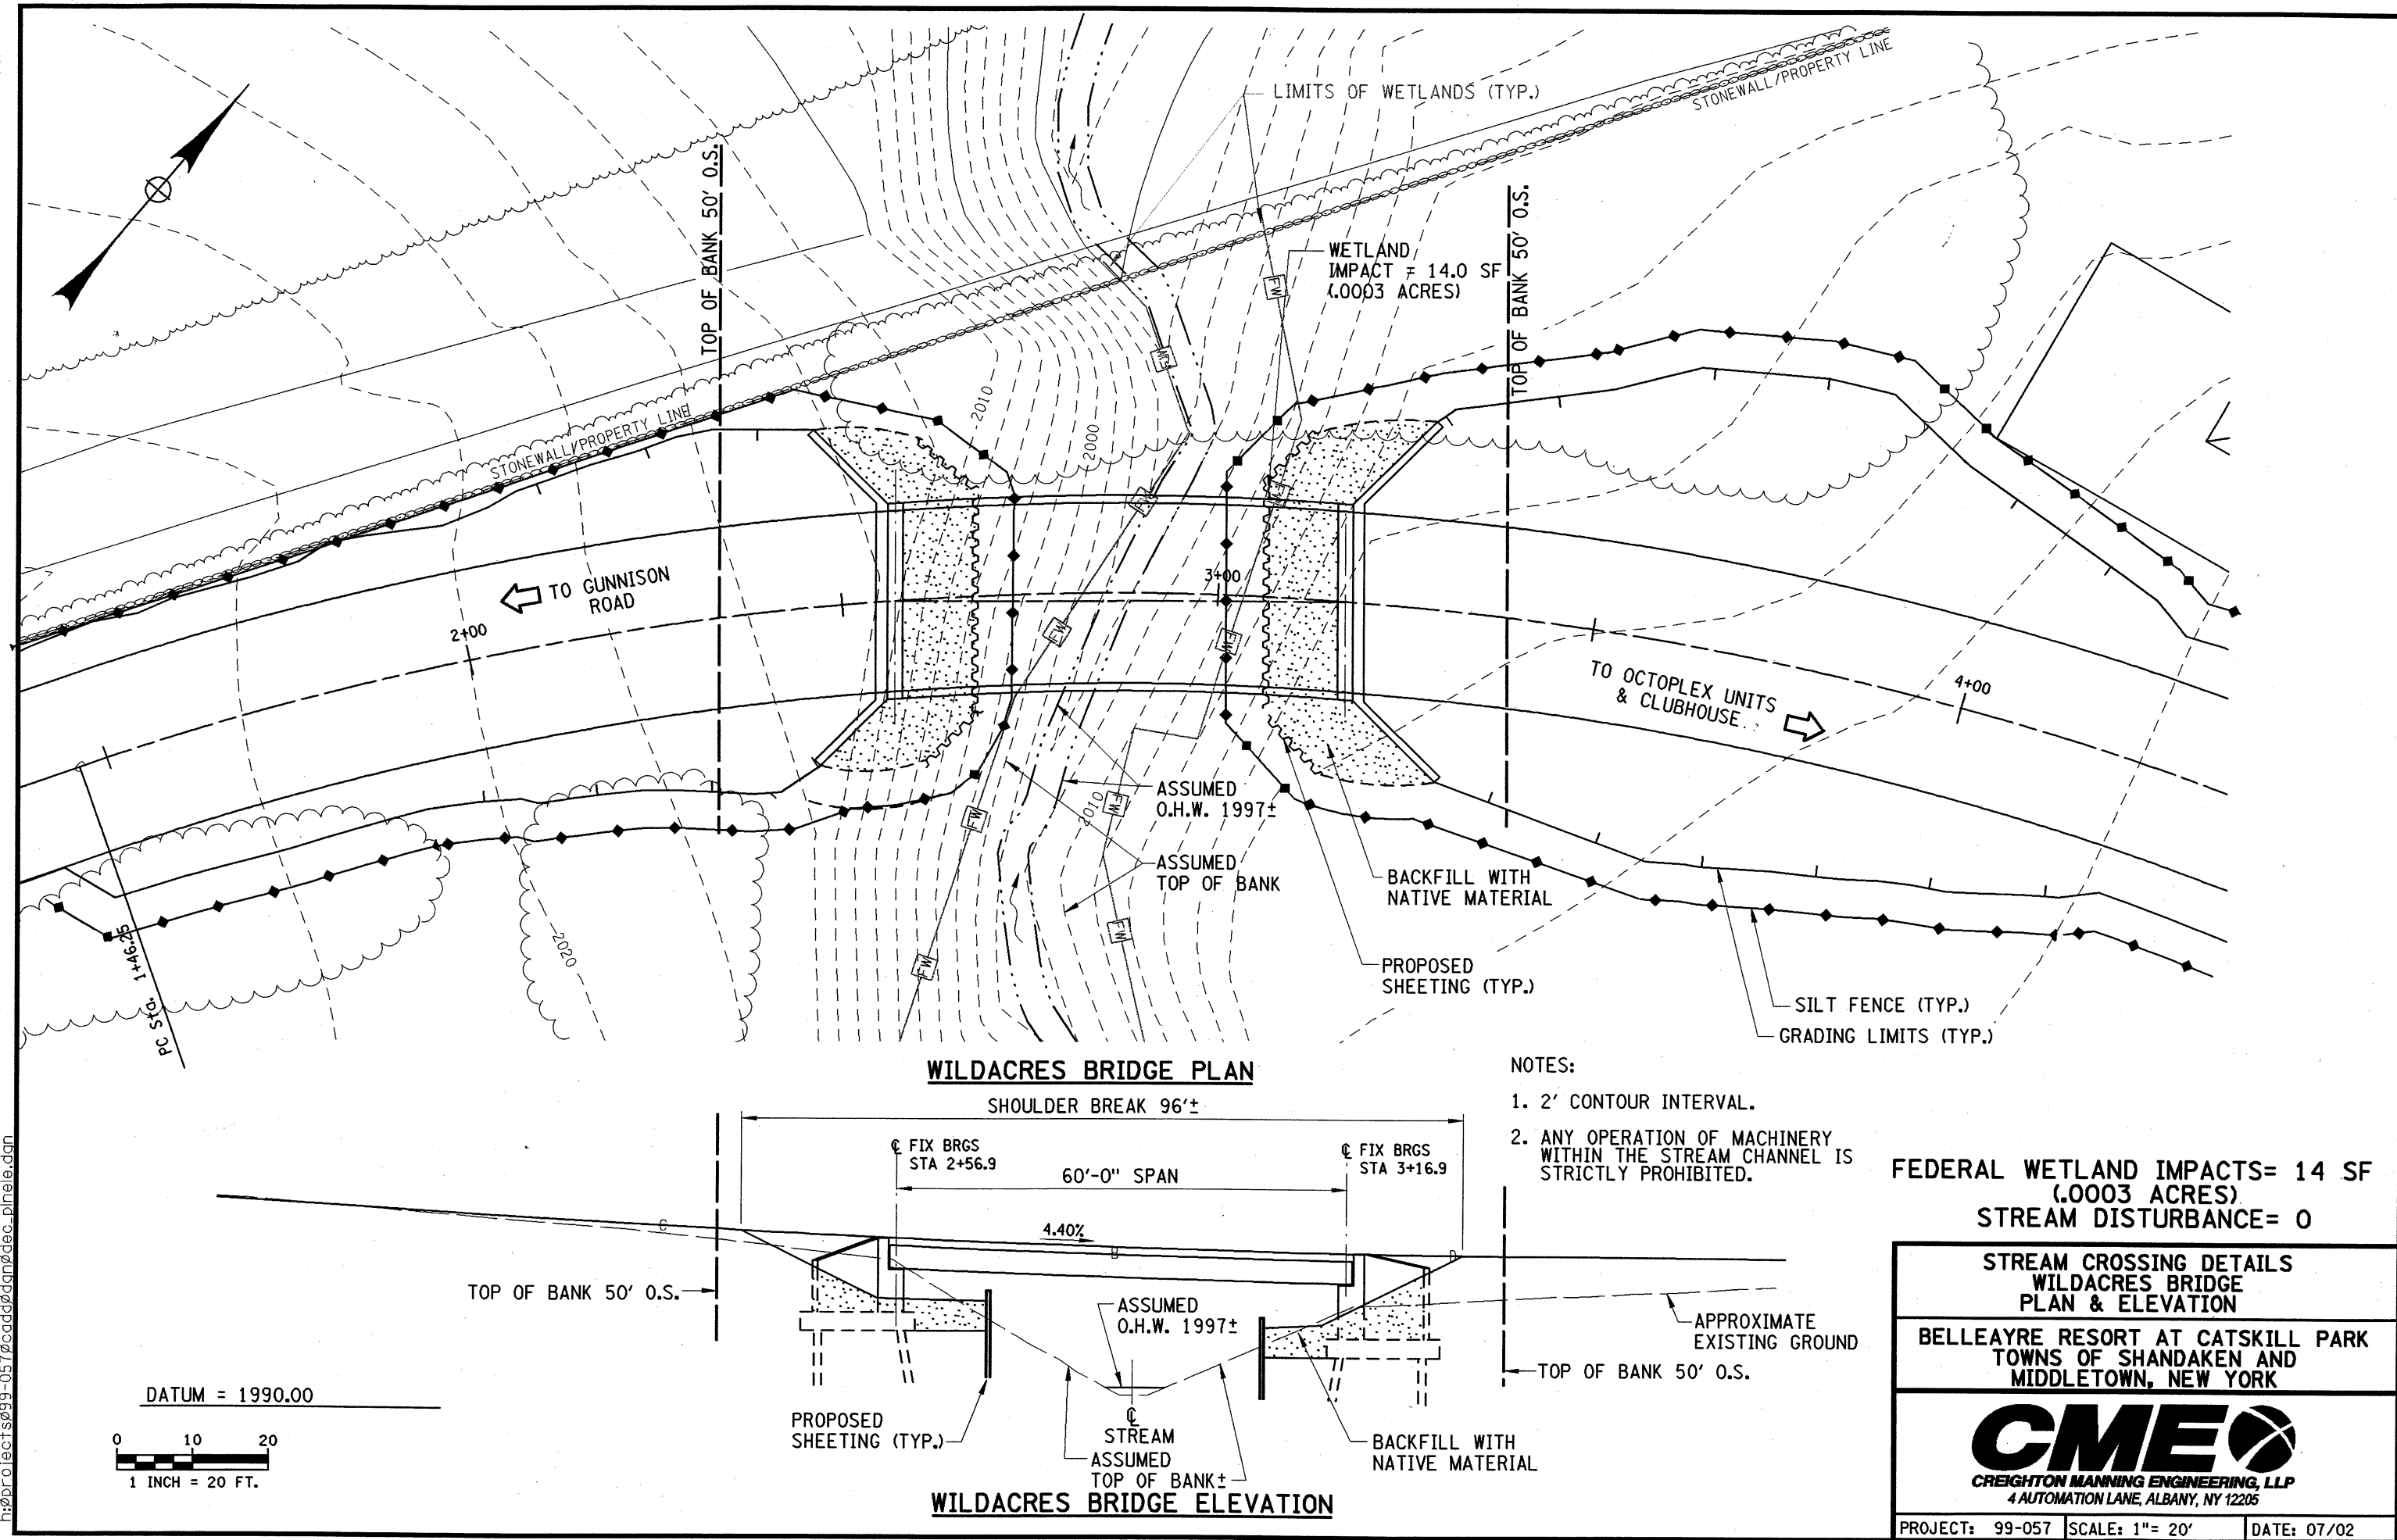 LIMITS OF WETLANDS (TYP.)
STONEWALL/PROPERTY LINE
TOP OF BANK 50' O.S.
TOP OF BANK 50' O.S.
WETLAND
IMPACT = 14.0 SF
(.0003 ACRES)
FW
FW
2010
2000
STONEWALL/PROPERTY LINE
FW
FW
TO GUNNISON
ROAD
3+00
2+00
FW
FW
TO OCTOPLEX UNITS
& CLUBHOUSE
4+00
ASSUMED
O.H.W. 1997±
2010
FW
FW
ASSUMED
TOP OF BANK
BACKFILL WITH
NATIVE MATERIAL
2020
FW
FW
PC Sta. 1+46.25
PROPOSED
SHEETING (TYP.)
SILT FENCE (TYP.)
GRADING LIMITS (TYP.)
WILDACRES BRIDGE PLAN
SHOULDER BREAK 96'±
℄ FIX BRGS
STA 2+56.9
℄ FIX BRGS
STA 3+16.9
60'-0" SPAN
4.40%
TOP OF BANK 50' O.S.
ASSUMED
O.H.W. 1997±
APPROXIMATE
EXISTING GROUND
TOP OF BANK 50' O.S.
DATUM = 1990.00
PROPOSED
SHEETING (TYP.)
℄
STREAM
ASSUMED
TOP OF BANK±
BACKFILL WITH
NATIVE MATERIAL
0 10 20
1 INCH = 20 FT.
WILDACRES BRIDGE ELEVATION
NOTES:
1. 2' CONTOUR INTERVAL.
2. ANY OPERATION OF MACHINERY
WITHIN THE STREAM CHANNEL IS
STRICTLY PROHIBITED.
FEDERAL WETLAND IMPACTS= 14 SF
(.0003 ACRES)
STREAM DISTURBANCE= 0
STREAM CROSSING DETAILS
WILDACRES BRIDGE
PLAN & ELEVATION
BELLEAYRE RESORT AT CATSKILL PARK
TOWNS OF SHANDAKEN AND
MIDDLETOWN, NEW YORK
CME
CREIGHTON MANNING ENGINEERING, LLP
4 AUTOMATION LANE, ALBANY, NY 12205
PROJECT: 99-057 SCALE: 1"= 20' DATE: 07/02